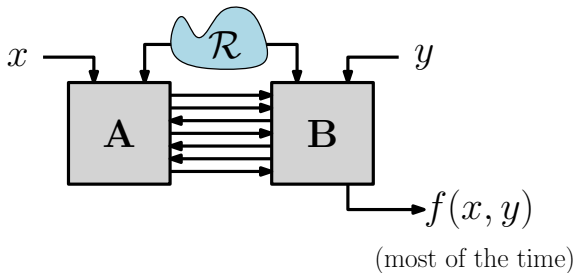 x
R
y
A
B
f(x, y)
(most of the time)